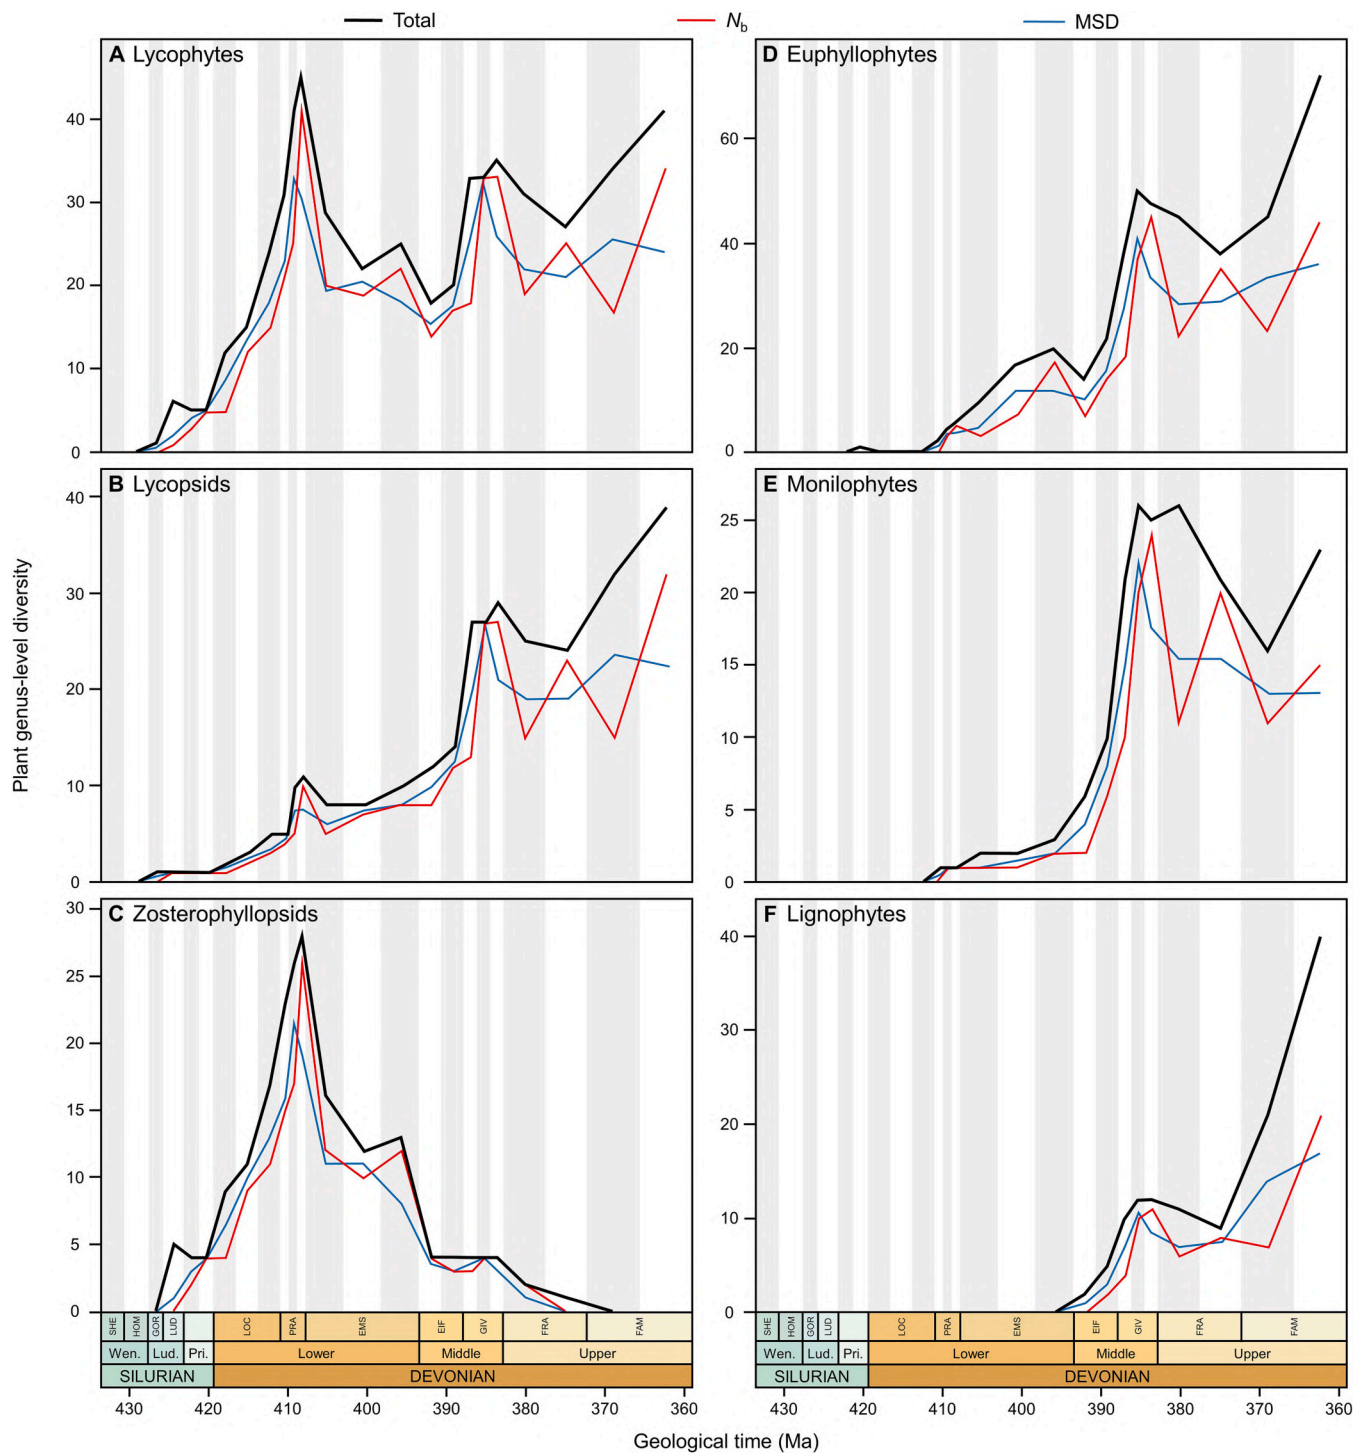 Total N_b MSD
A Lycophytes
40
30
20
10
0
D Euphyllophytes
60
40
20
0
B Lycopsids
40
30
20
10
0
E Monilophytes
25
20
15
10
5
0
C Zosterophyllopsids
30
25
20
15
10
5
0
F Lignophytes
40
30
20
10
0
Plant genus-level diversity
SHE HOM GOR LUD LOC PRA EMS EIF GIV FRA FAM
Wen. Lud. Pri. Lower Middle Upper
SILURIAN DEVONIAN
430 420 410 400 390 380 370 360
SHE HOM GOR LUD LOC PRA EMS EIF GIV FRA FAM
Wen. Lud. Pri. Lower Middle Upper
SILURIAN DEVONIAN
430 420 410 400 390 380 370 360
Geological time (Ma)